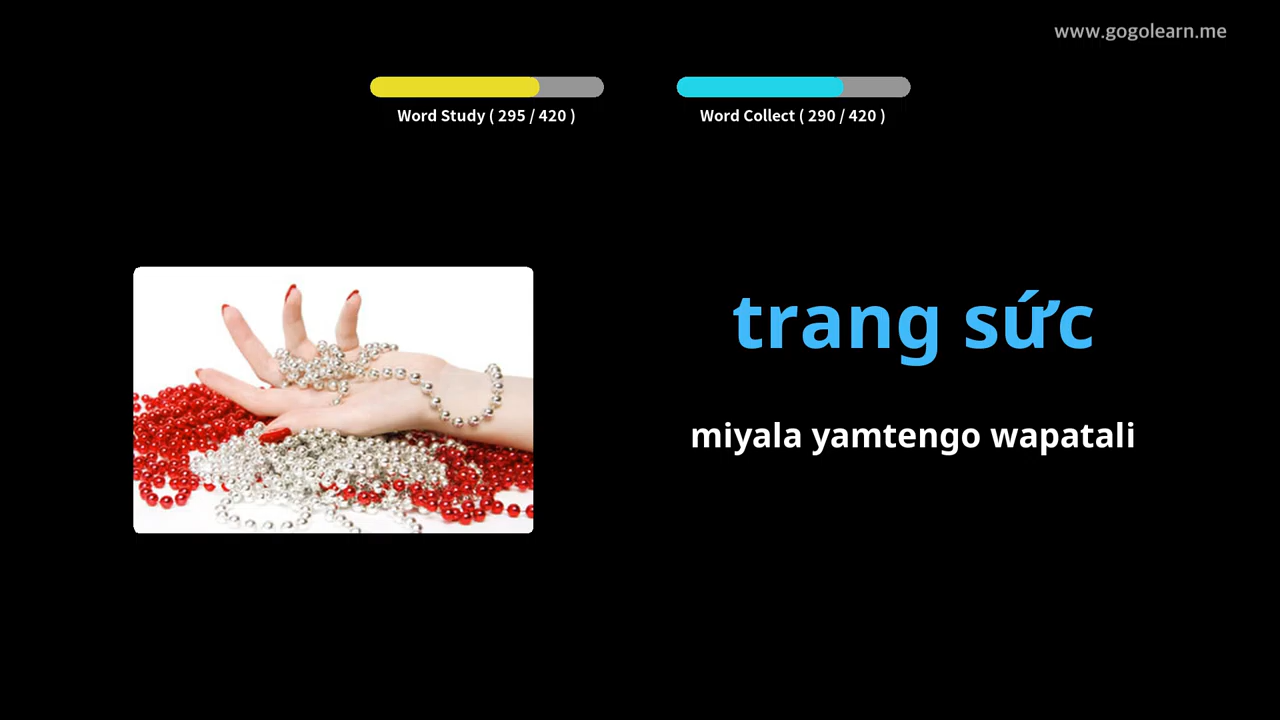 www.gogolearn.me
Word Study ( 295 / 420 )
Word Collect ( 290 / 420 )
trang sức
miyala yamtengo wapatali